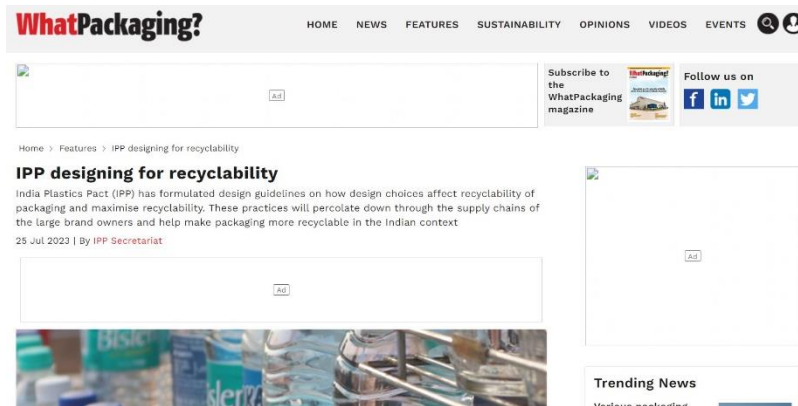 WhatPackaging?
HOME NEWS FEATURES SUSTAINABILITY OPINIONS VIDEOS EVENTS
Ad
Subscribe to
the
WhatPackaging
magazine
WhatPackaging?
Follow us on
f in
Home > Features > IPP designing for recyclability
IPP designing for recyclability
India Plastics Pact (IPP) has formulated design guidelines on how design choices affect recyclability of
packaging and maximise recyclability. These practices will percolate down through the supply chains of
the large brand owners and help make packaging more recyclable in the Indian context
25 Jul 2023 | By IPP Secretariat
Ad
Ad
Trending News